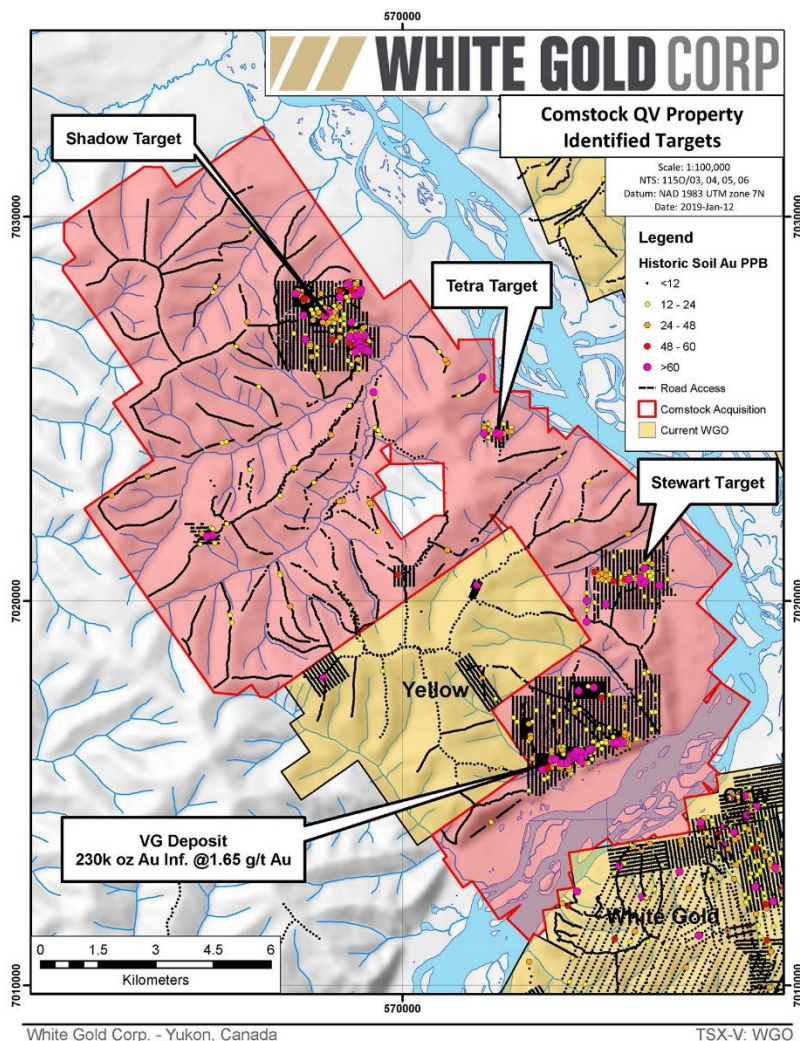 570000
WHITE GOLD CORP
Comstock QV Property
Identified Targets
Scale: 1:100,000
NTS: 115O/03, 04, 05, 06
Datum: NAD 1983 UTM zone 7N
Date: 2019-Jan-12
Shadow Target
7030000
7030000
Legend
Historic Soil Au PPB
<12
12 - 24
24 - 48
48 - 60
>60
Road Access
Comstock Acquisition
Current WGO
Tetra Target
Stewart Target
7020000
7020000
Yellow
VG Deposit
230k oz Au Inf. @1.65 g/t Au
White Gold
0 1.5 3 4.5 6
Kilometers
7010000
7010000
570000
White Gold Corp. - Yukon, Canada
TSX-V: WGO